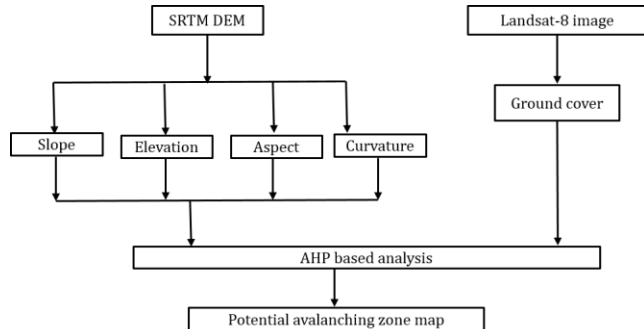 SRTM DEM
Landsat-8 image
Ground cover
Slope
Elevation
Aspect
Curvature
AHP based analysis
Potential avalanching zone map